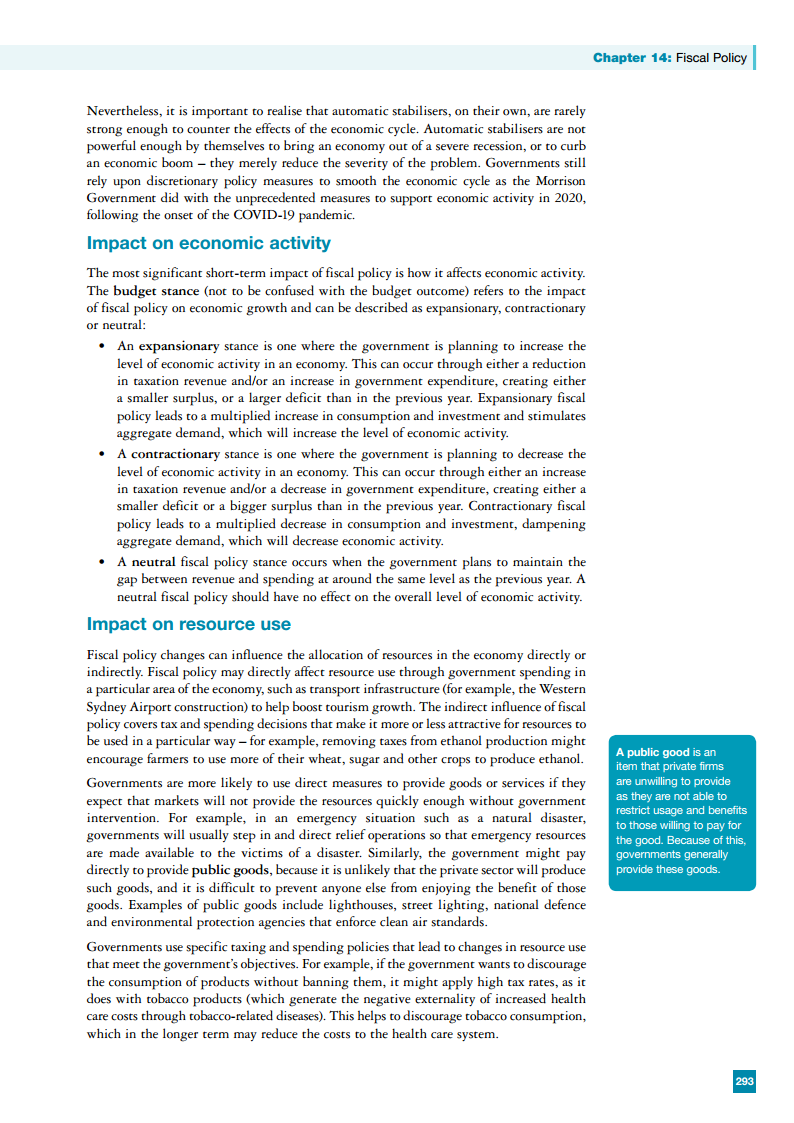 Chapter 14: Fiscal Policy
Nevertheless, it is important to realise that automatic stabilisers, on their own, are rarely
strong enough to counter the effects of the economic cycle. Automatic stabilisers are not
powerful enough by themselves to bring an economy out of a severe recession, or to curb
an economic boom – they merely reduce the severity of the problem. Governments still
rely upon discretionary policy measures to smooth the economic cycle as the Morrison
Government did with the unprecedented measures to support economic activity in 2020,
following the onset of the COVID-19 pandemic.
Impact on economic activity
The most significant short-term impact of fiscal policy is how it affects economic activity.
The budget stance (not to be confused with the budget outcome) refers to the impact
of fiscal policy on economic growth and can be described as expansionary, contractionary
or neutral:
• An expansionary stance is one where the government is planning to increase the
level of economic activity in an economy. This can occur through either a reduction
in taxation revenue and/or an increase in government expenditure, creating either
a smaller surplus, or a larger deficit than in the previous year. Expansionary fiscal
policy leads to a multiplied increase in consumption and investment and stimulates
aggregate demand, which will increase the level of economic activity.
• A contractionary stance is one where the government is planning to decrease the
level of economic activity in an economy. This can occur through either an increase
in taxation revenue and/or a decrease in government expenditure, creating either a
smaller deficit or a bigger surplus than in the previous year. Contractionary fiscal
policy leads to a multiplied decrease in consumption and investment, dampening
aggregate demand, which will decrease economic activity.
• A neutral fiscal policy stance occurs when the government plans to maintain the
gap between revenue and spending at around the same level as the previous year. A
neutral fiscal policy should have no effect on the overall level of economic activity.
Impact on resource use
Fiscal policy changes can influence the allocation of resources in the economy directly or
indirectly. Fiscal policy may directly affect resource use through government spending in
a particular area of the economy, such as transport infrastructure (for example, the Western
Sydney Airport construction) to help boost tourism growth. The indirect influence of fiscal
policy covers tax and spending decisions that make it more or less attractive for resources to
be used in a particular way – for example, removing taxes from ethanol production might
encourage farmers to use more of their wheat, sugar and other crops to produce ethanol.
Governments are more likely to use direct measures to provide goods or services if they
expect that markets will not provide the resources quickly enough without government
intervention. For example, in an emergency situation such as a natural disaster,
governments will usually step in and direct relief operations so that emergency resources
are made available to the victims of a disaster. Similarly, the government might pay
directly to provide public goods, because it is unlikely that the private sector will produce
such goods, and it is difficult to prevent anyone else from enjoying the benefit of those
goods. Examples of public goods include lighthouses, street lighting, national defence
and environmental protection agencies that enforce clean air standards.
Governments use specific taxing and spending policies that lead to changes in resource use
that meet the government's objectives. For example, if the government wants to discourage
the consumption of products without banning them, it might apply high tax rates, as it
does with tobacco products (which generate the negative externality of increased health
care costs through tobacco-related diseases). This helps to discourage tobacco consumption,
which in the longer term may reduce the costs to the health care system.
A public good is an
item that private firms
are unwilling to provide
as they are not able to
restrict usage and benefits
to those willing to pay for
the good. Because of this,
governments generally
provide these goods.
293